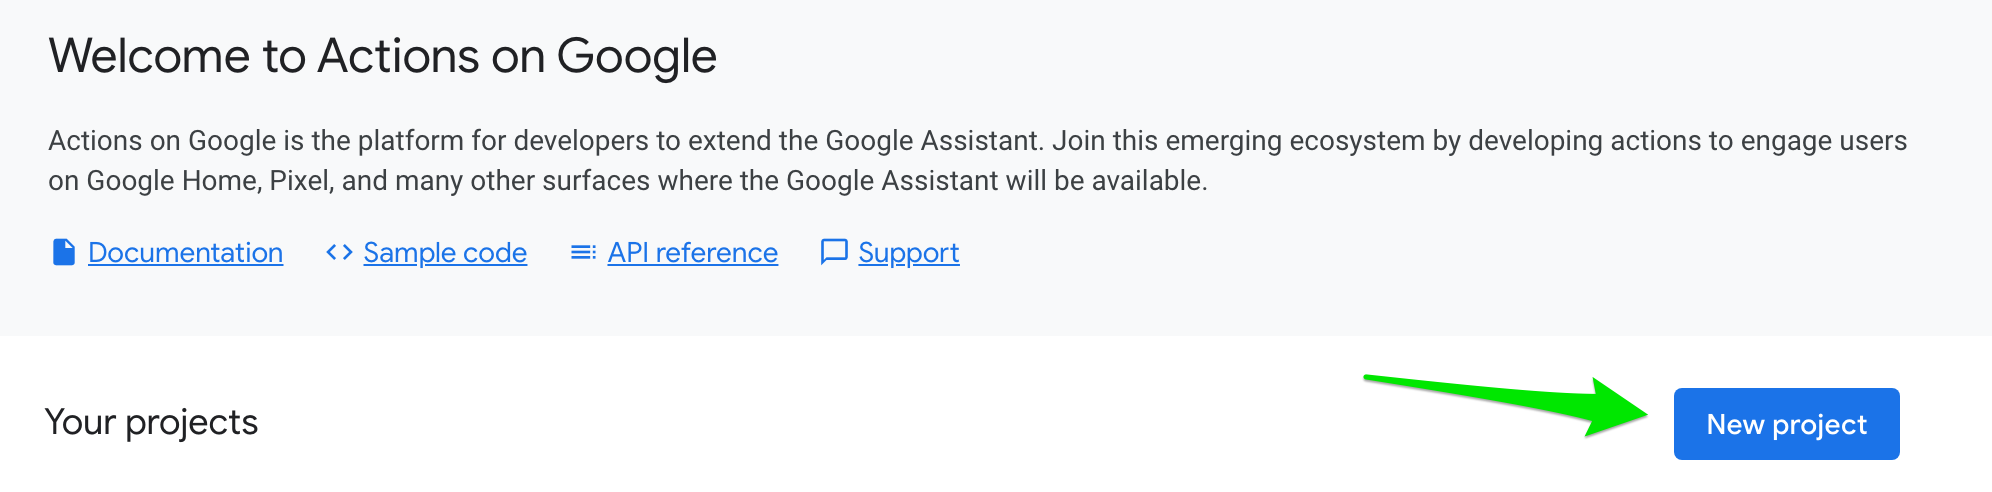 Welcome to Actions on Google
Actions on Google is the platform for developers to extend the Google Assistant. Join this emerging ecosystem by developing actions to engage users
on Google Home, Pixel, and many other surfaces where the Google Assistant will be available.
Documentation Sample code API reference Support
Your projects New project